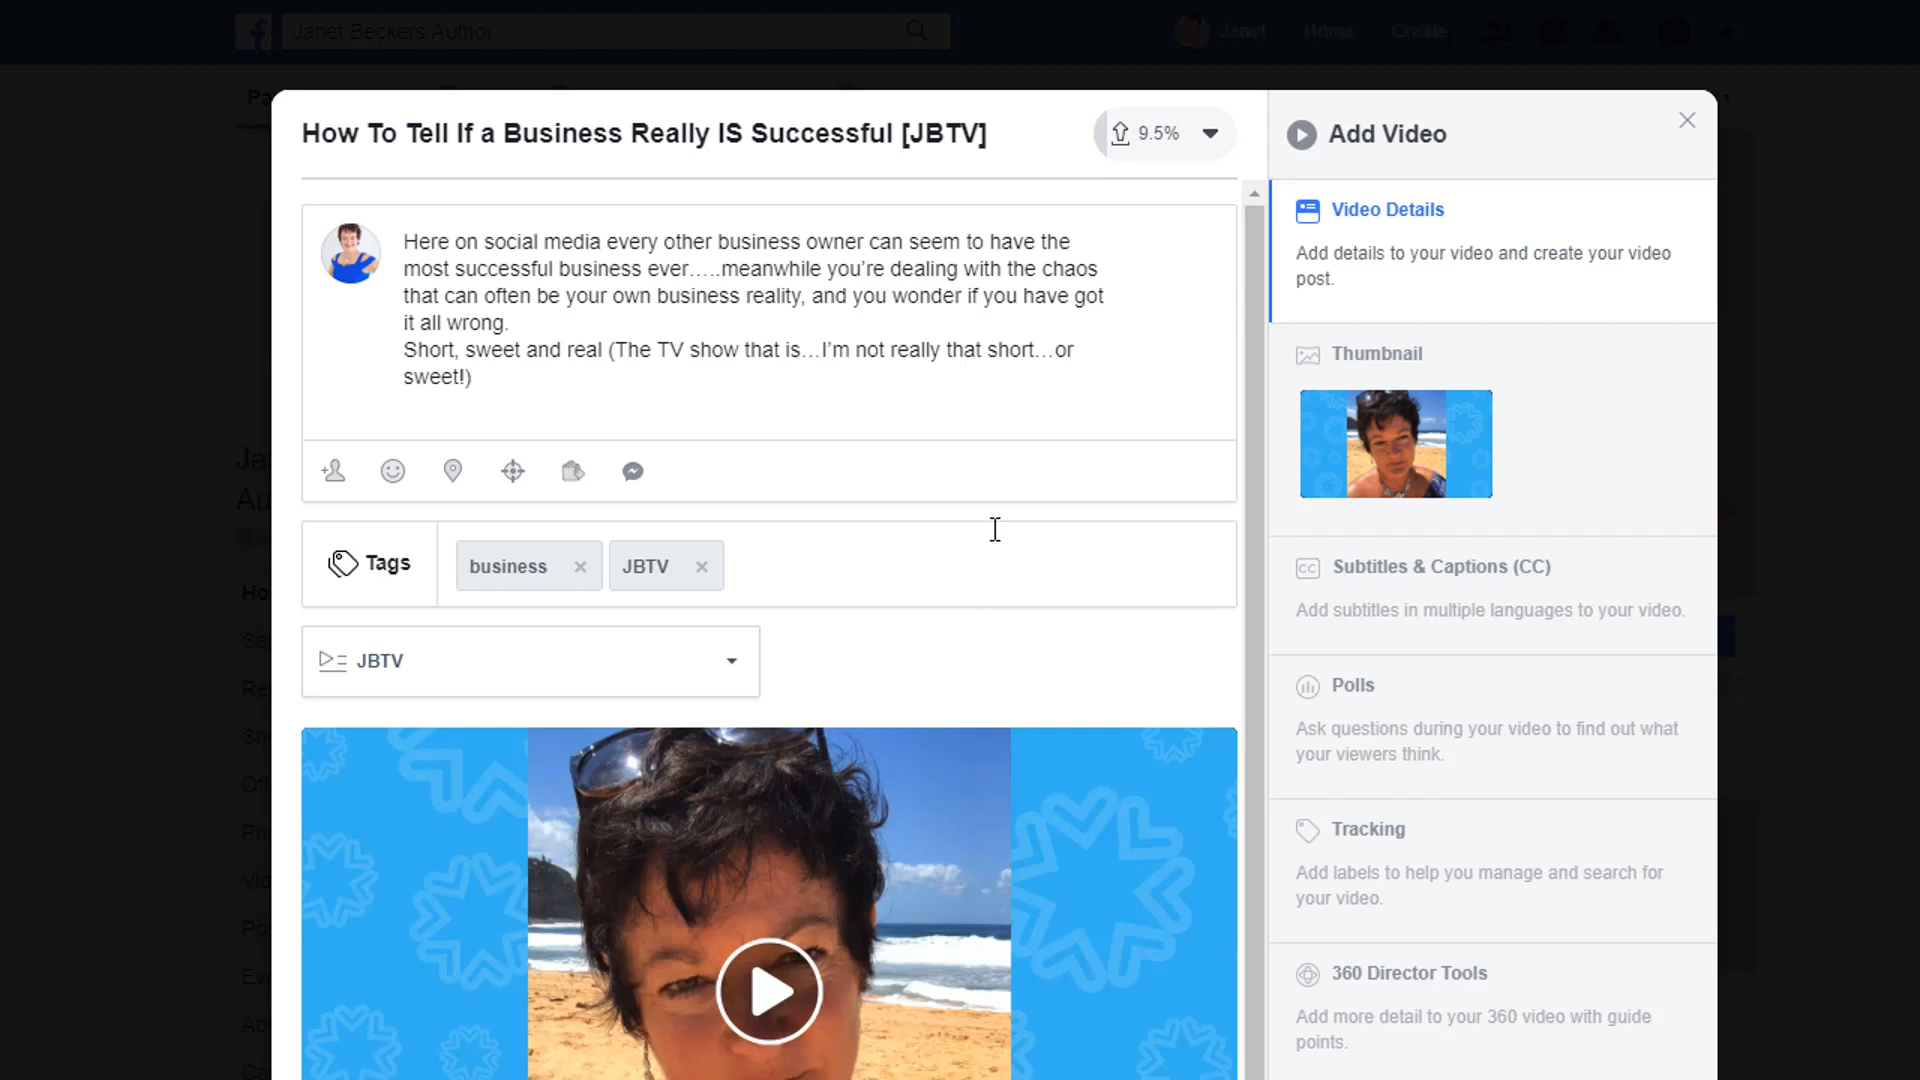 Janet Beckers Author
Janet
Home
Create
How To Tell If a Business Really IS Successful [JBTV]
9.5%
Here on social media every other business owner can seem to have the
most successful business ever…..meanwhile you’re dealing with the chaos
that can often be your own business reality, and you wonder if you have got
it all wrong.
Short, sweet and real (The TV show that is…I’m not really that short…or
sweet!)
Tags
business
JBTV
JBTV
Add Video
Video Details
Add details to your video and create your video
post.
Thumbnail
CC Subtitles & Captions (CC)
Add subtitles in multiple languages to your video.
Polls
Ask questions during your video to find out what
your viewers think.
Tracking
Add labels to help you manage and search for
your video.
360 Director Tools
Add more detail to your 360 video with guide
points.